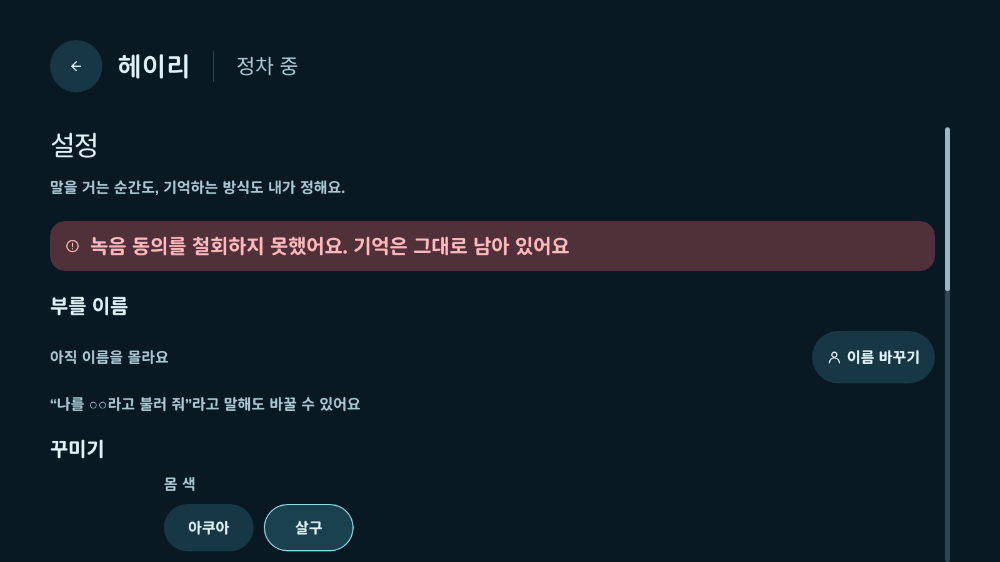 헤이리
정차 중
설정
말을 거는 순간도, 기억하는 방식도 내가 정해요.
녹음 동의를 철회하지 못했어요. 기억은 그대로 남아 있어요
부를 이름
아직 이름을 몰라요
이름 바꾸기
“나를 ○○라고 불러 줘”라고 말해도 바꿀 수 있어요
꾸미기
몸 색
아쿠아
살구